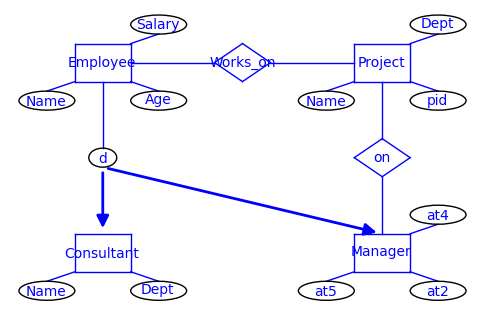 Salary
Dept
Employee
Works_on
Project
Name
Age
Name
pid
d
on
at4
Consultant
Manager
Name
Dept
at5
at2